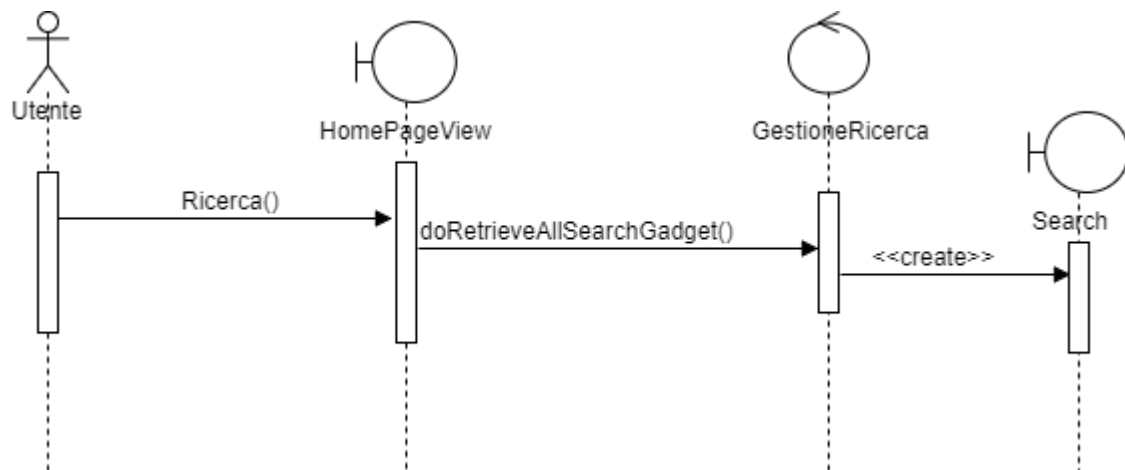 Utente
HomePageView
GestioneRicerca
Search
Ricerca()
doRetrieveAllSearchGadget()
<<create>>